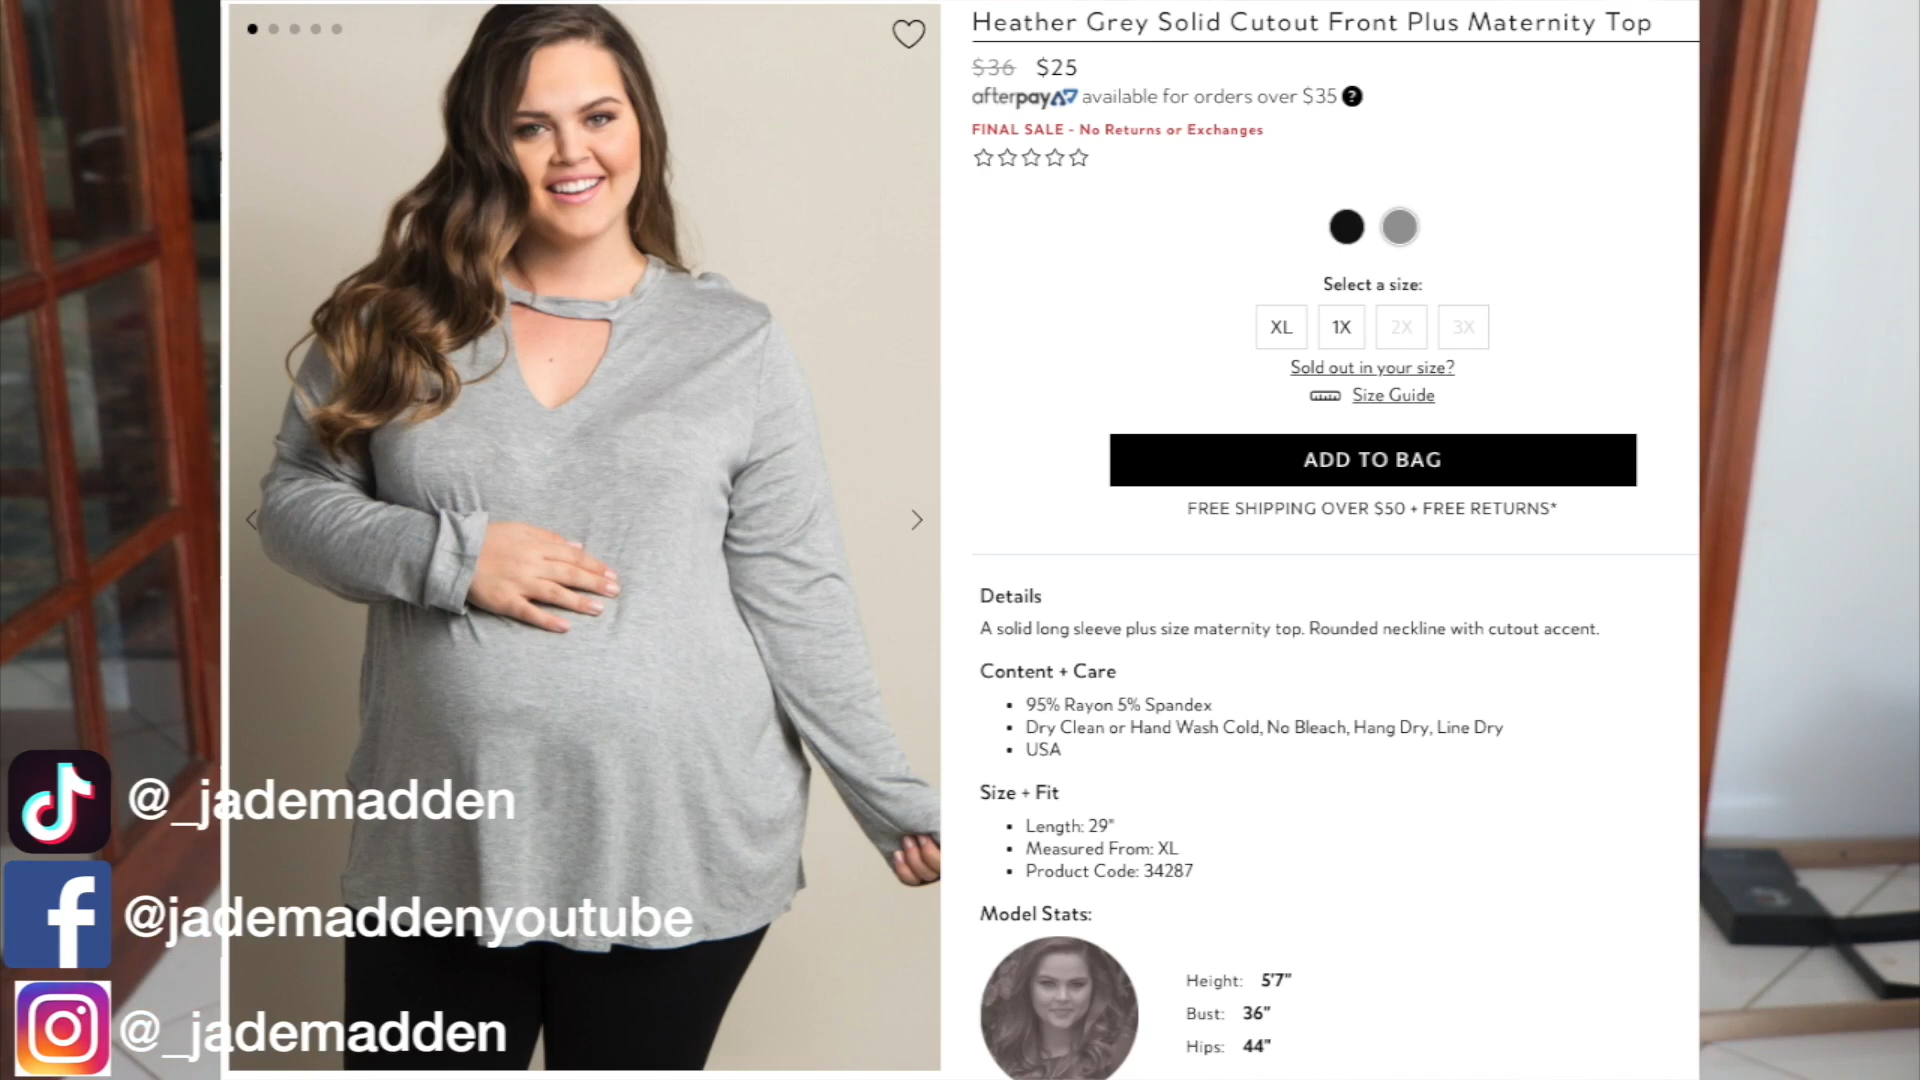 Heather Grey Solid Cutout Front Plus Maternity Top
$36 $25
afterpay available for orders over $35 ?
FINAL SALE - No Returns or Exchanges
Select a size:
XL 1X 2X 3X
Sold out in your size?
Size Guide
ADD TO BAG
FREE SHIPPING OVER $50 + FREE RETURNS*
Details
A solid long sleeve plus size maternity top. Rounded neckline with cutout accent.
Content + Care
• 95% Rayon 5% Spandex
• Dry Clean or Hand Wash Cold, No Bleach, Hang Dry, Line Dry
• USA
Size + Fit
• Length: 29"
• Measured From: XL
• Product Code: 34287
Model Stats:
Height: 5'7"
Bust: 36"
Hips: 44"
@_jademadden
@jademaddenyoutube
@_jademadden